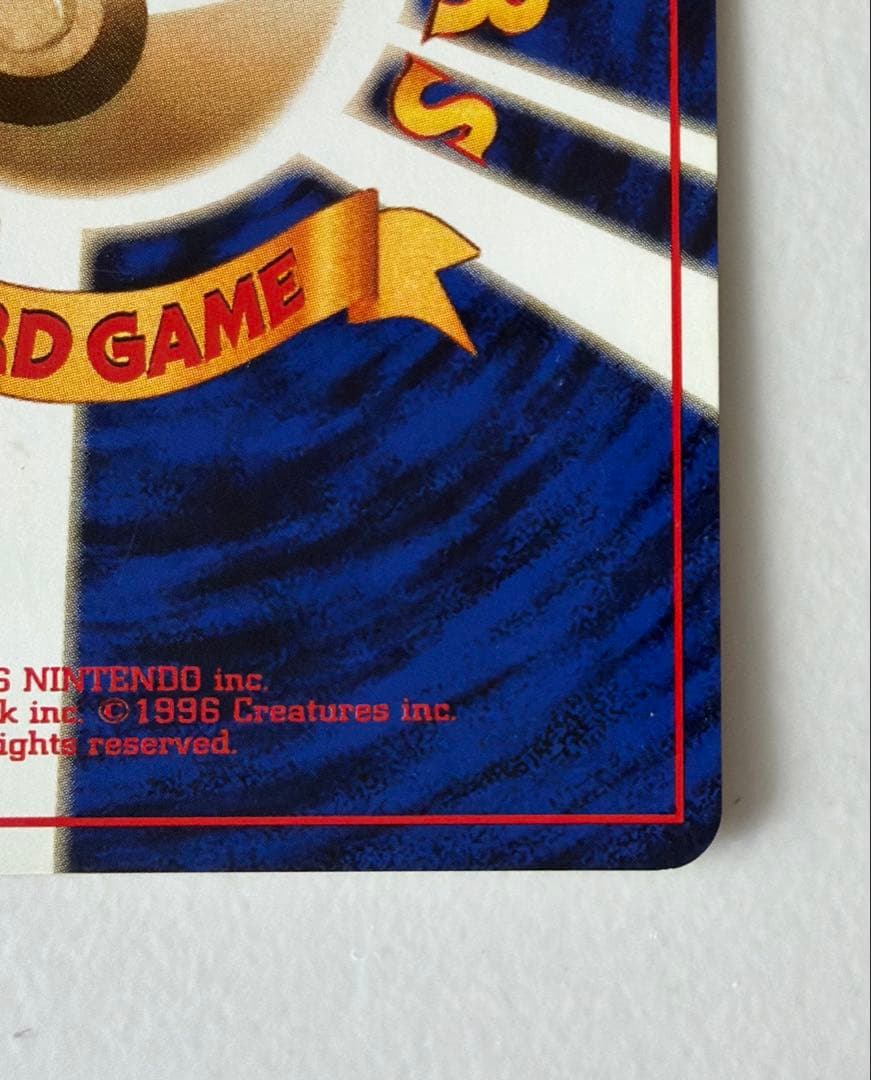 S
RD GAME
6 NINTENDO inc.
k inc. ©1996 Creatures inc.
ights reserved.